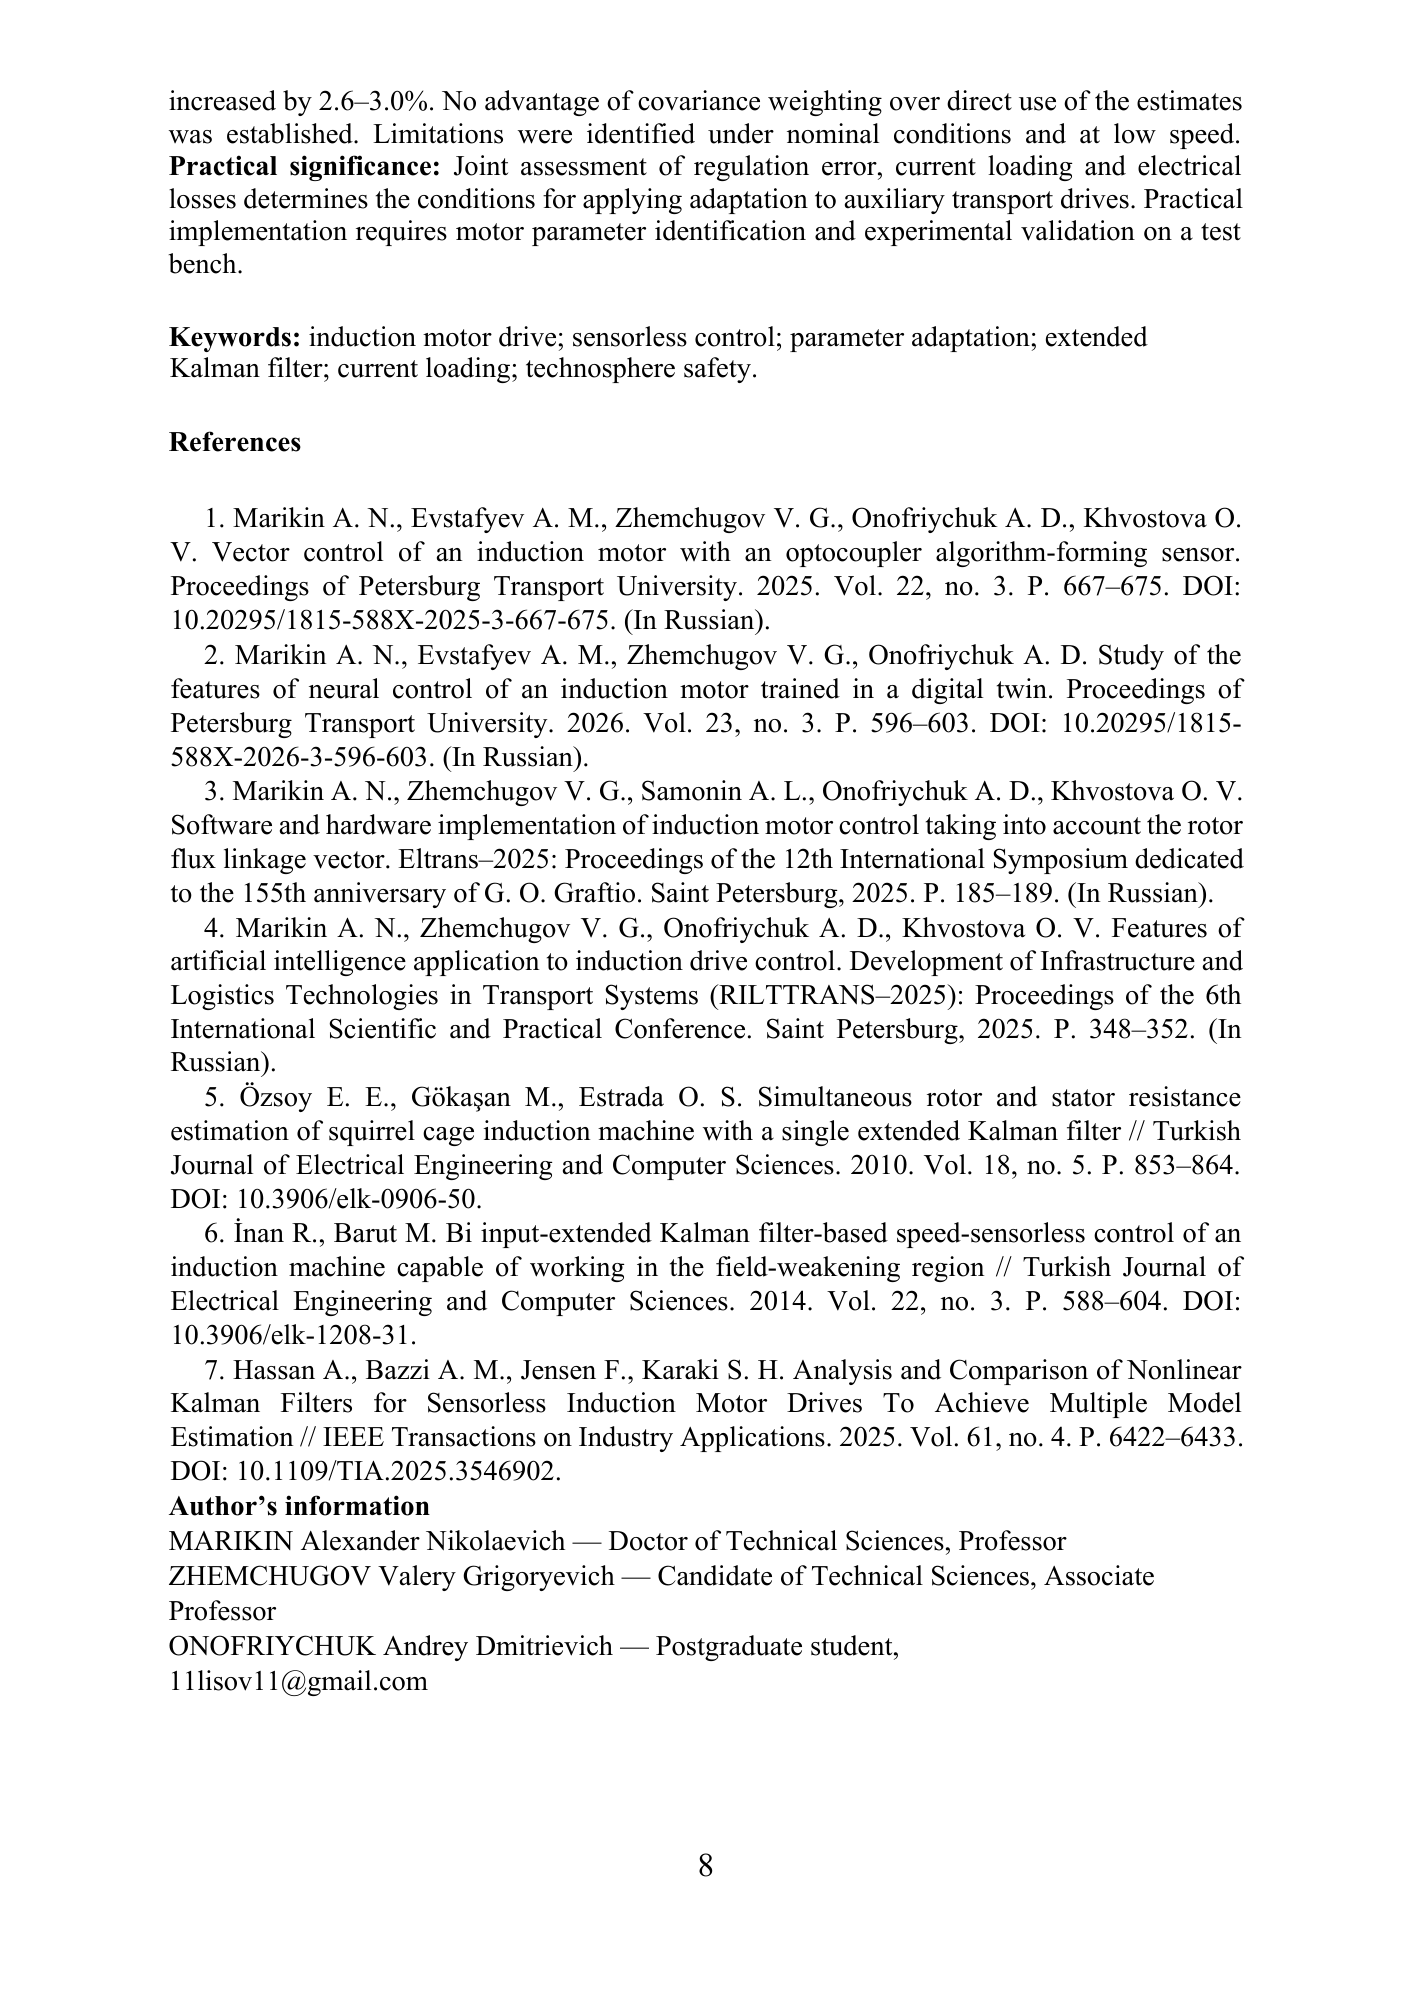 increased by 2.6–3.0%. No advantage of covariance weighting over direct use of the estimates
was established. Limitations were identified under nominal conditions and at low speed.
Practical significance: Joint assessment of regulation error, current loading and electrical
losses determines the conditions for applying adaptation to auxiliary transport drives. Practical
implementation requires motor parameter identification and experimental validation on a test
bench.
Keywords: induction motor drive; sensorless control; parameter adaptation; extended
Kalman filter; current loading; technosphere safety.
References
1. Marikin A. N., Evstafyev A. M., Zhemchugov V. G., Onofriychuk A. D., Khvostova O.
V. Vector control of an induction motor with an optocoupler algorithm-forming sensor.
Proceedings of Petersburg Transport University. 2025. Vol. 22, no. 3. P. 667–675. DOI:
10.20295/1815-588X-2025-3-667-675. (In Russian).
2. Marikin A. N., Evstafyev A. M., Zhemchugov V. G., Onofriychuk A. D. Study of the
features of neural control of an induction motor trained in a digital twin. Proceedings of
Petersburg Transport University. 2026. Vol. 23, no. 3. P. 596–603. DOI: 10.20295/1815-
588X-2026-3-596-603. (In Russian).
3. Marikin A. N., Zhemchugov V. G., Samonin A. L., Onofriychuk A. D., Khvostova O. V.
Software and hardware implementation of induction motor control taking into account the rotor
flux linkage vector. Eltrans–2025: Proceedings of the 12th International Symposium dedicated
to the 155th anniversary of G. O. Graftio. Saint Petersburg, 2025. P. 185–189. (In Russian).
4. Marikin A. N., Zhemchugov V. G., Onofriychuk A. D., Khvostova O. V. Features of
artificial intelligence application to induction drive control. Development of Infrastructure and
Logistics Technologies in Transport Systems (RILTTRANS–2025): Proceedings of the 6th
International Scientific and Practical Conference. Saint Petersburg, 2025. P. 348–352. (In
Russian).
5. Özsoy E. E., Gökaşan M., Estrada O. S. Simultaneous rotor and stator resistance
estimation of squirrel cage induction machine with a single extended Kalman filter // Turkish
Journal of Electrical Engineering and Computer Sciences. 2010. Vol. 18, no. 5. P. 853–864.
DOI: 10.3906/elk-0906-50.
6. İnan R., Barut M. Bi input-extended Kalman filter-based speed-sensorless control of an
induction machine capable of working in the field-weakening region // Turkish Journal of
Electrical Engineering and Computer Sciences. 2014. Vol. 22, no. 3. P. 588–604. DOI:
10.3906/elk-1208-31.
7. Hassan A., Bazzi A. M., Jensen F., Karaki S. H. Analysis and Comparison of Nonlinear
Kalman Filters for Sensorless Induction Motor Drives To Achieve Multiple Model
Estimation // IEEE Transactions on Industry Applications. 2025. Vol. 61, no. 4. P. 6422–6433.
DOI: 10.1109/TIA.2025.3546902.
Author’s information
MARIKIN Alexander Nikolaevich — Doctor of Technical Sciences, Professor
ZHEMCHUGOV Valery Grigoryevich — Candidate of Technical Sciences, Associate
Professor
ONOFRIYCHUK Andrey Dmitrievich — Postgraduate student,
11lisov11@gmail.com
8